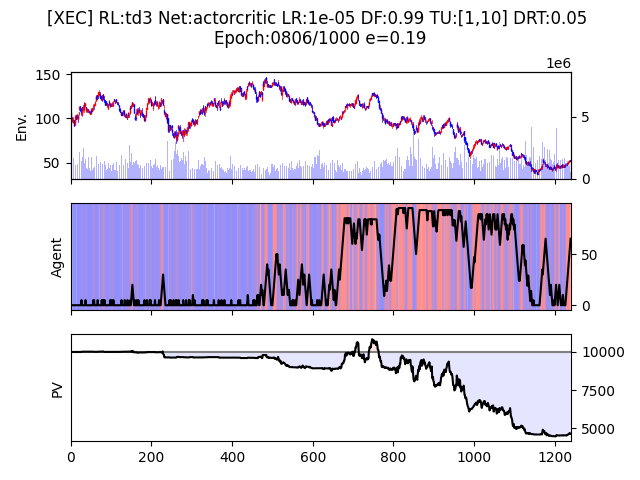 [XEC] RL:td3 Net:actorcritic LR:1e-05 DF:0.99 TU:[1,10] DRT:0.05
Epoch:0806/1000 e=0.19
1e6
150
100
50
Env.
5
0
Agent
50
0
PV
10000
7500
5000
0 200 400 600 800 1000 1200